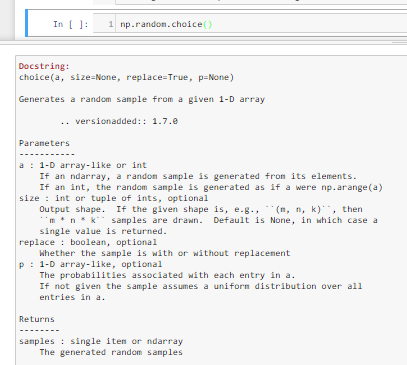 In [ ]: 1 np.random.choice()
Docstring:
choice(a, size=None, replace=True, p=None)
Generates a random sample from a given 1-D array
.. versionadded:: 1.7.0
Parameters
-----------
a : 1-D array-like or int
If an ndarray, a random sample is generated from its elements.
If an int, the random sample is generated as if a were np.arange(a)
size : int or tuple of ints, optional
Output shape.  If the given shape is, e.g., ``(m, n, k)``, then
``m * n * k`` samples are drawn.  Default is None, in which case a
single value is returned.
replace : boolean, optional
Whether the sample is with or without replacement
p : 1-D array-like, optional
The probabilities associated with each entry in a.
If not given the sample assumes a uniform distribution over all
entries in a.
Returns
--------
samples : single item or ndarray
The generated random samples